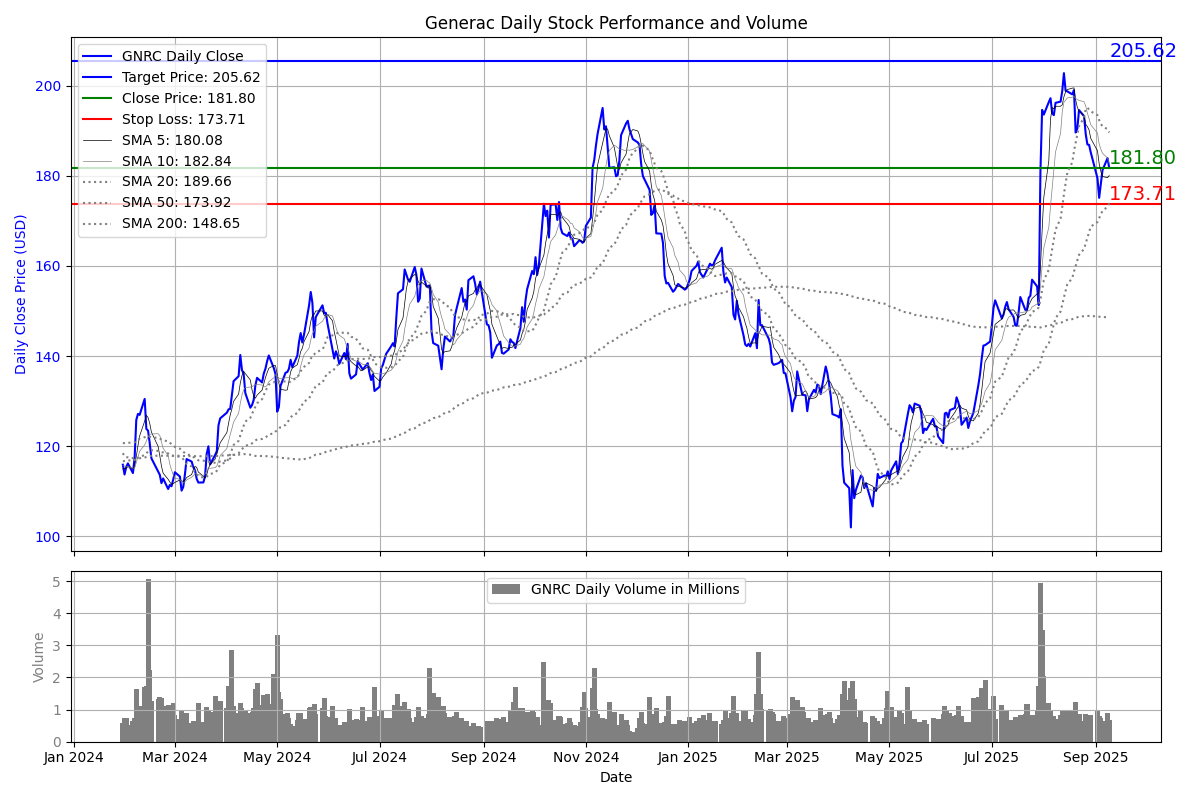 Generac Daily Stock Performance and Volume
GNRC Daily Close
Target Price: 205.62
Close Price: 181.80
Stop Loss: 173.71
SMA 5: 180.08
SMA 10: 182.84
SMA 20: 189.66
SMA 50: 173.92
SMA 200: 148.65
205.62
181.80
173.71
Daily Close Price (USD)
200
180
160
140
120
100
GNRC Daily Volume in Millions
Volume
5
4
3
2
1
0
Jan 2024 Mar 2024 May 2024 Jul 2024 Sep 2024 Nov 2024 Jan 2025 Mar 2025 May 2025 Jul 2025 Sep 2025
Date